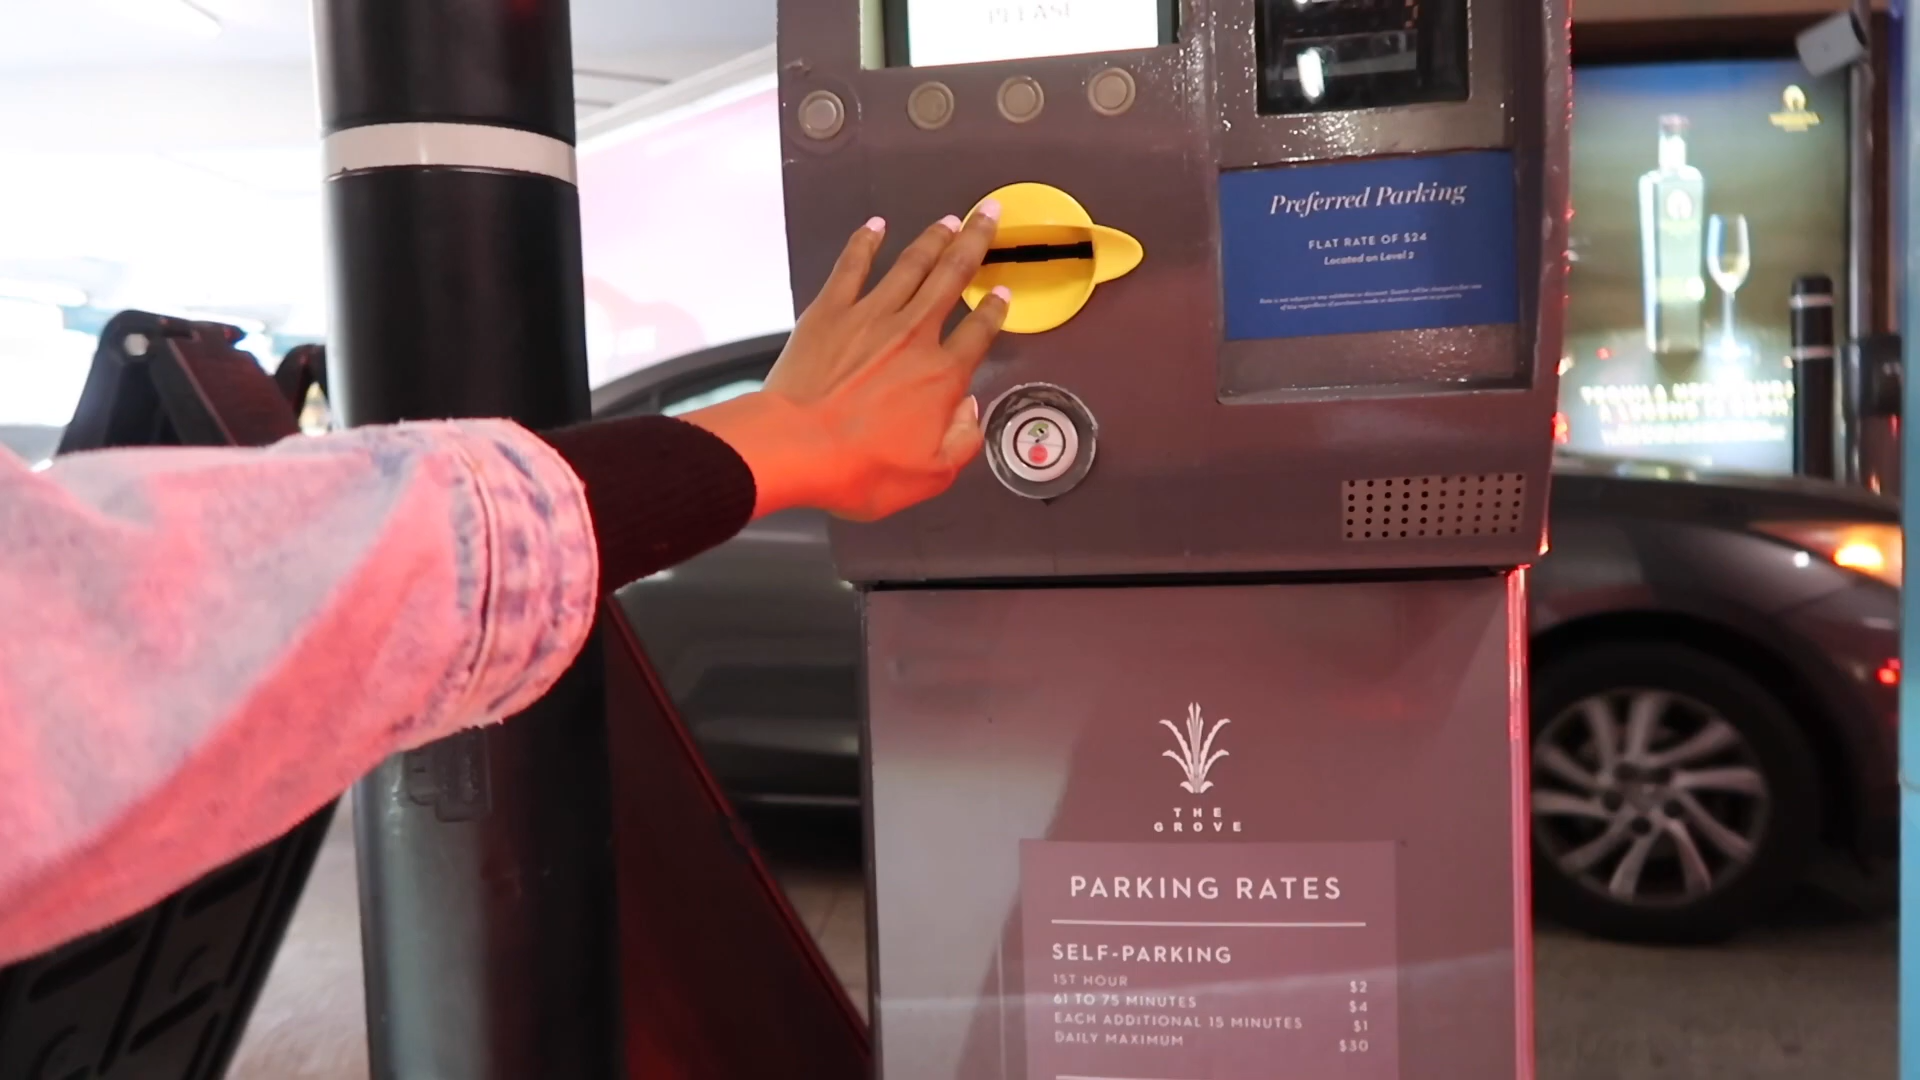 PLEASE
Preferred Parking
FLAT RATE OF $24
Located on Level 2
THE
GROVE
PARKING RATES
SELF-PARKING
1ST HOUR $2
61 TO 75 MINUTES $4
EACH ADDITIONAL 15 MINUTES $1
DAILY MAXIMUM $30